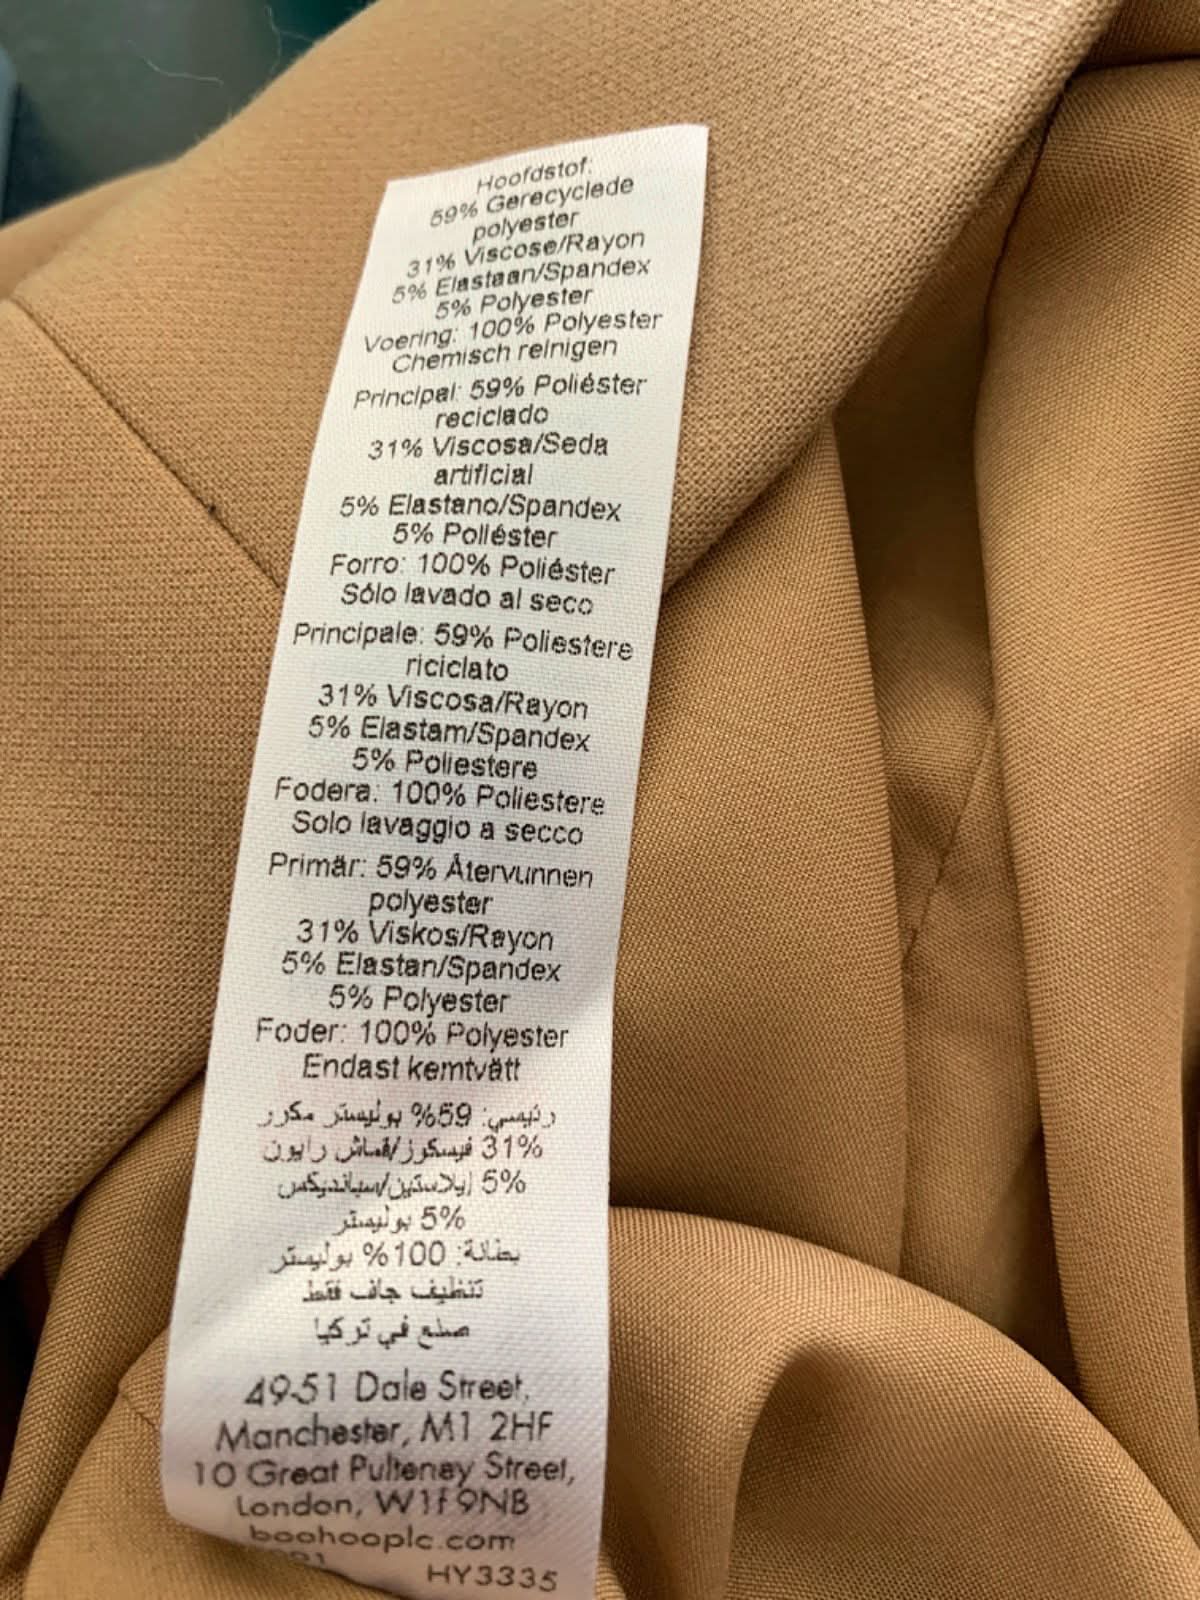 Hoofdstof:
59% Gerecyclede
polyester
31% Viscose/Rayon
5% Elastaan/Spandex
5% Polyester
Voering: 100% Polyester
Chemisch reinigen
Principal: 59% Poliéster
reciclado
31% Viscosa/Seda
artificial
5% Elastano/Spandex
5% Poliéster
Forro: 100% Poliéster
Sólo lavado al seco
Principale: 59% Poliestere
riciclato
31% Viscosa/Rayon
5% Elastam/Spandex
5% Poliestere
Fodera: 100% Poliestere
Solo lavaggio a secco
Primär: 59% Återvunnen
polyester
31% Viskos/Rayon
5% Elastan/Spandex
5% Polyester
Foder: 100% Polyester
Endast kemtvätt
رئيسي: 59% بوليستر مكرر
31% فيسكوز/قماش رايون
5% إيلاستين/سباندیكس
5% بوليستر
بطانة: 100% بوليستر
تنظيف جاف فقط
صنع في تركيا
49-51 Dale Street,
Manchester, M1 2HF
10 Great Pulteney Street,
London, W1f 9NB
boohooplc.com
HY3335